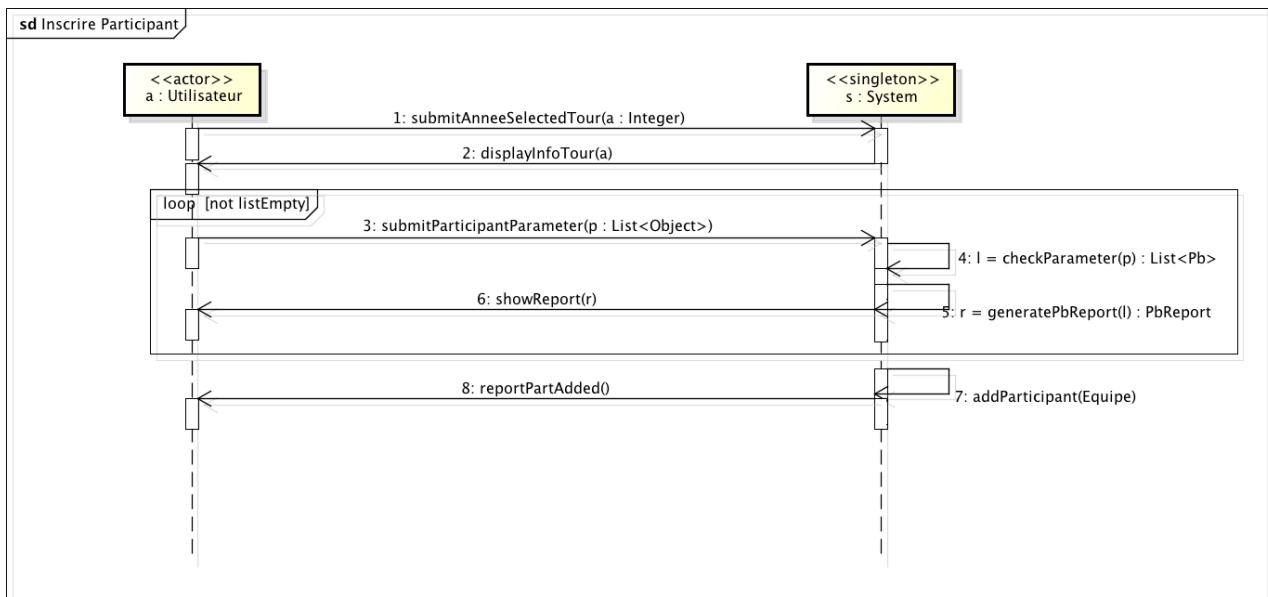 sd Inscrire Participant
<<actor>>
a : Utilisateur
<<singleton>>
s : System
1: submitAnneeSelectedTour(a : Integer)
2: displayInfoTour(a)
loop [not listEmpty]
3: submitParticipantParameter(p : List<Object>)
4: l = checkParameter(p) : List<Pb>
6: showReport(r)
5: r = generatePbReport(l) : PbReport
8: reportPartAdded()
7: addParticipant(Equipe)